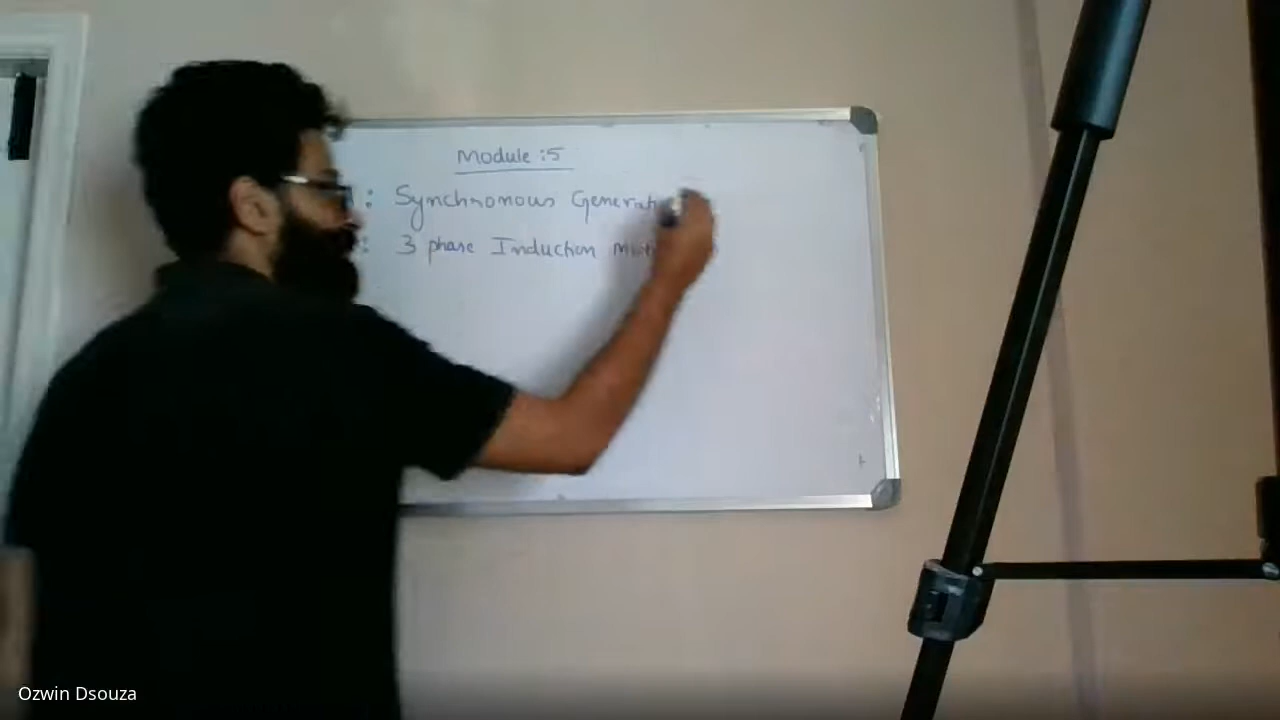 Module :5
: Synchronous Generat
: 3 phase Induction
Ozwin Dsouza